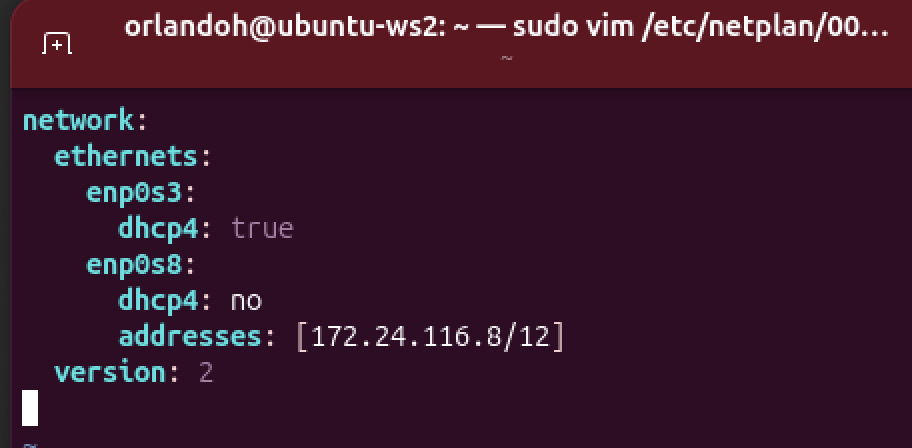 orlandoh@ubuntu-ws2: ~ — sudo vim /etc/netplan/00...
~
network:
  ethernets:
    enp0s3:
      dhcp4: true
    enp0s8:
      dhcp4: no
      addresses: [172.24.116.8/12]
  version: 2
~